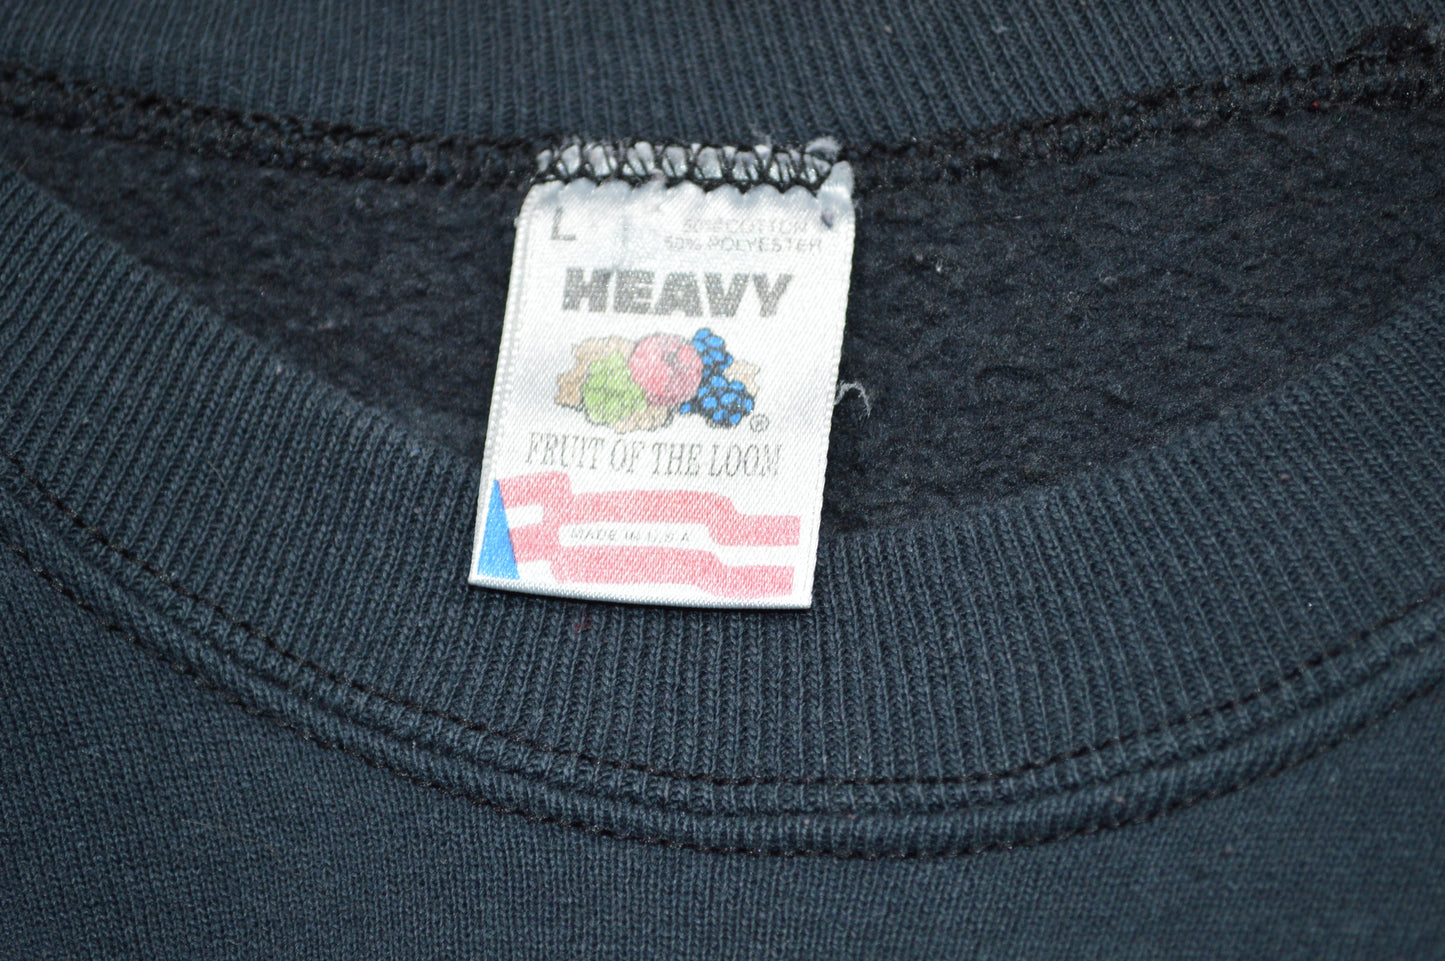 L
50% COTTON
50% POLYESTER
HEAVY
®
FRUIT OF THE LOOM
MADE IN U.S.A